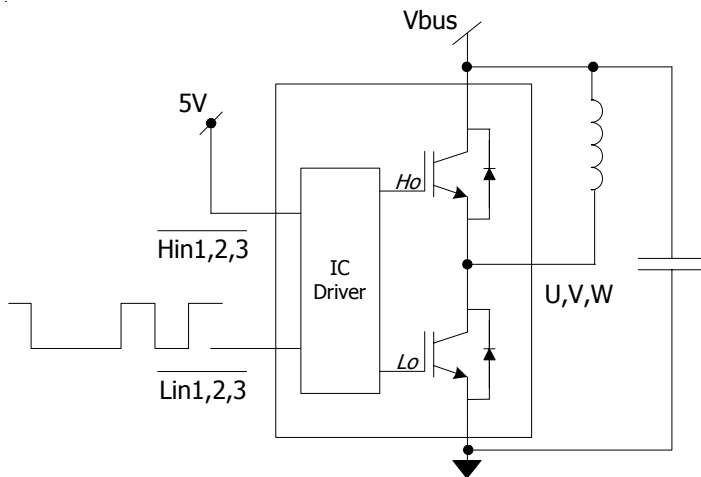 Vbus
5V
Ho
Hin1,2,3
IC
Driver
U,V,W
Lo
Lin1,2,3